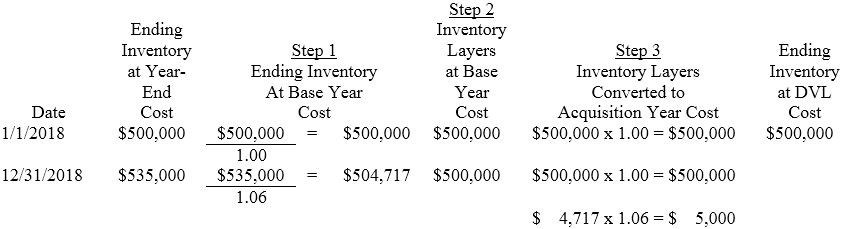 Step 2
Ending Inventory
Inventory Step 1 Layers Step 3 Ending
at Year- Ending Inventory at Base Inventory Layers Inventory
End At Base Year Year Converted to at DVL
Date Cost Cost Cost Acquisition Year Cost Cost
1/1/2018 $500,000 $500,000 = $500,000 $500,000 $500,000 x 1.00 = $500,000 $500,000
1.00
12/31/2018 $535,000 $535,000 = $504,717 $500,000 $500,000 x 1.00 = $500,000
1.06
$ 4,717 x 1.06 = $ 5,000